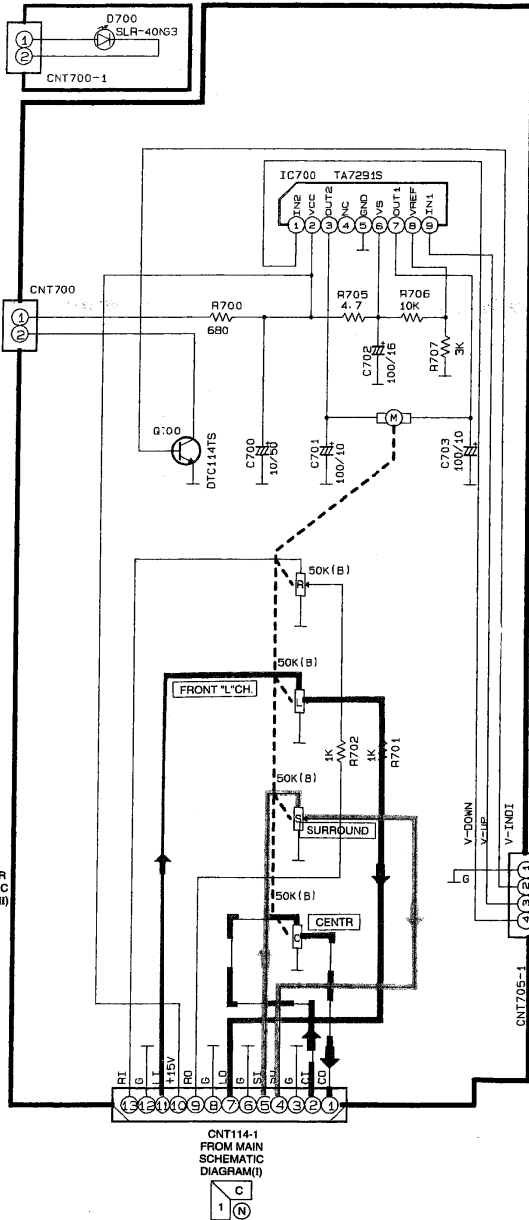 D700
SLR-40NG3
1
2
CNT700-1
IC700 TA7291S
IN2
VCC
OUT2
NC
GND
VS
OUT1
VREF
IN1
1 2 3 4 5 6 7 8 9
CNT700
1
2
R700
680
R705
4.7
R706
10K
R707
3K
C702
100/16
M
Q700
DTC114TS
C700
10/50
C701
100/10
C703
100/10
50K(B)
R
50K(B)
FRONT "L"CH.
L
1K
R702
1K
R701
50K(B)
S
SURROUND
V-DOWN
V-UP
V-INDI
G
1
2
3
4
CNT705-1
R
C
50K(B)
CENTR
C
RI
G
LI
+15V
RO
G
LO
G
SI
SO
G
CI
CO
13 12 11 10 9 8 7 6 5 4 3 2 1
CNT114-1
FROM MAIN
SCHEMATIC
DIAGRAM(I)
C
1 N